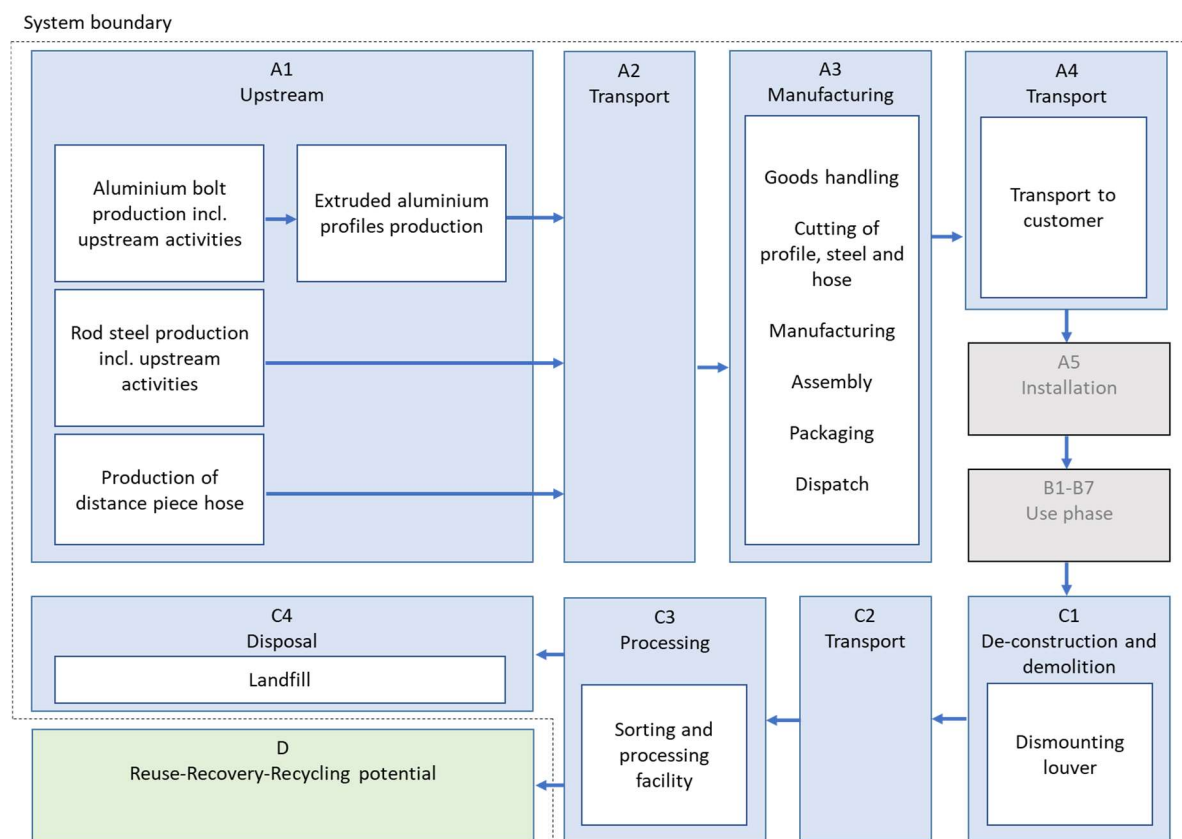 System boundary
A1
Upstream
Aluminium bolt
production incl.
upstream activities
Extruded aluminium
profiles production
Rod steel production
incl. upstream
activities
Production of
distance piece hose
A2
Transport
A3
Manufacturing
Goods handling
Cutting of
profile, steel and
hose
Manufacturing
Assembly
Packaging
Dispatch
A4
Transport
Transport to
customer
A5
Installation
B1-B7
Use phase
C1
De-construction and
demolition
Dismounting
louver
C2
Transport
C3
Processing
Sorting and
processing
facility
C4
Disposal
Landfill
D
Reuse-Recovery-Recycling potential